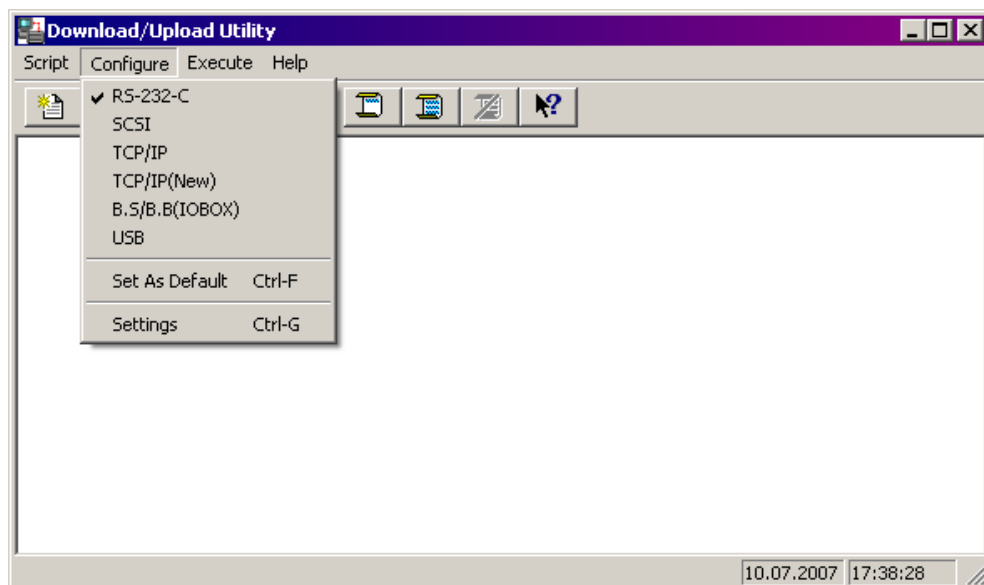 Download/Upload Utility
Script Configure Execute Help
RS-232-C
SCSI
TCP/IP
TCP/IP(New)
B.S/B.B(IOBOX)
USB
Set As Default Ctrl-F
Settings Ctrl-G
10.07.2007 17:38:28